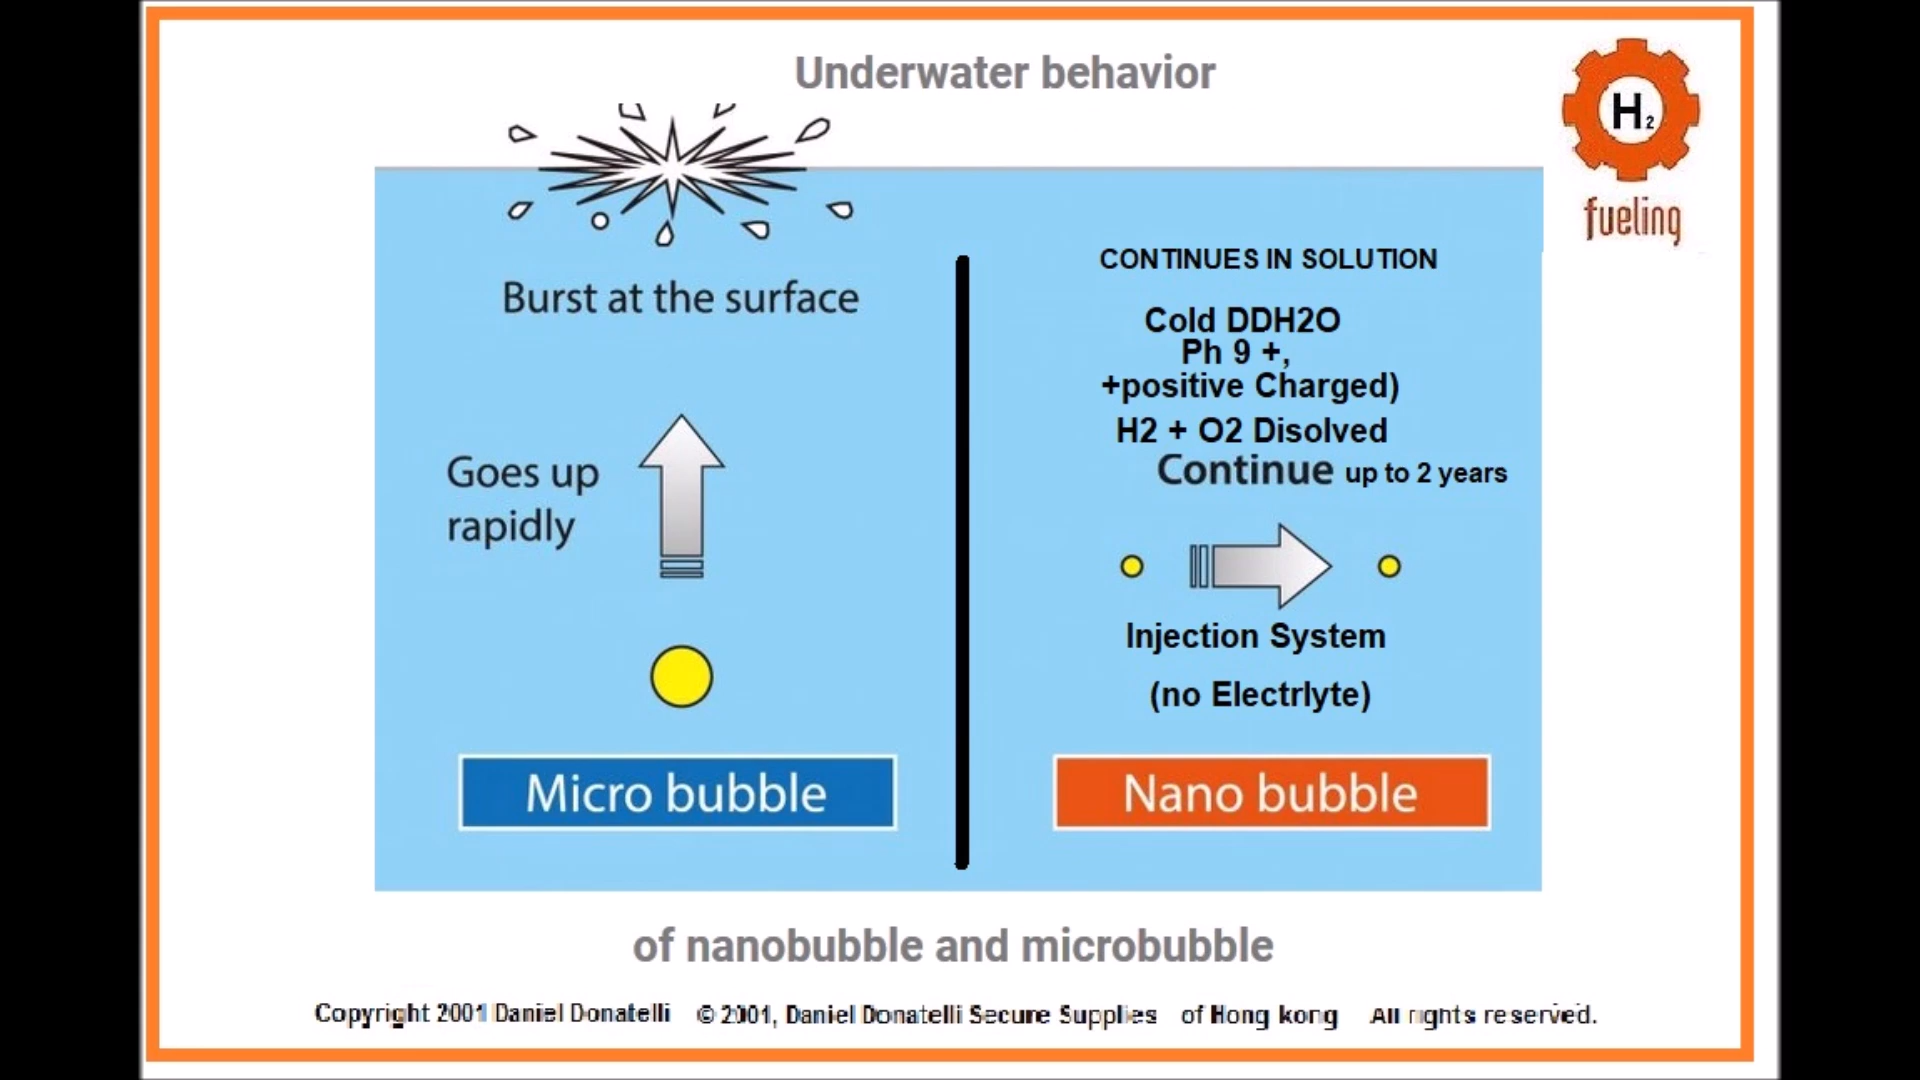 Underwater behavior
H2
fueling
Burst at the surface
Goes up
rapidly
Micro bubble
CONTINUES IN SOLUTION
Cold DDH2O
Ph 9 +,
+positive Charged)
H2 + O2 Disolved
Continue up to 2 years
Injection System
(no Electrlyte)
Nano bubble
of nanobubble and microbubble
Copyright 2001 Daniel Donatelli © 2001, Daniel Donatelli Secure Supplies of Hong kong All rights reserved.